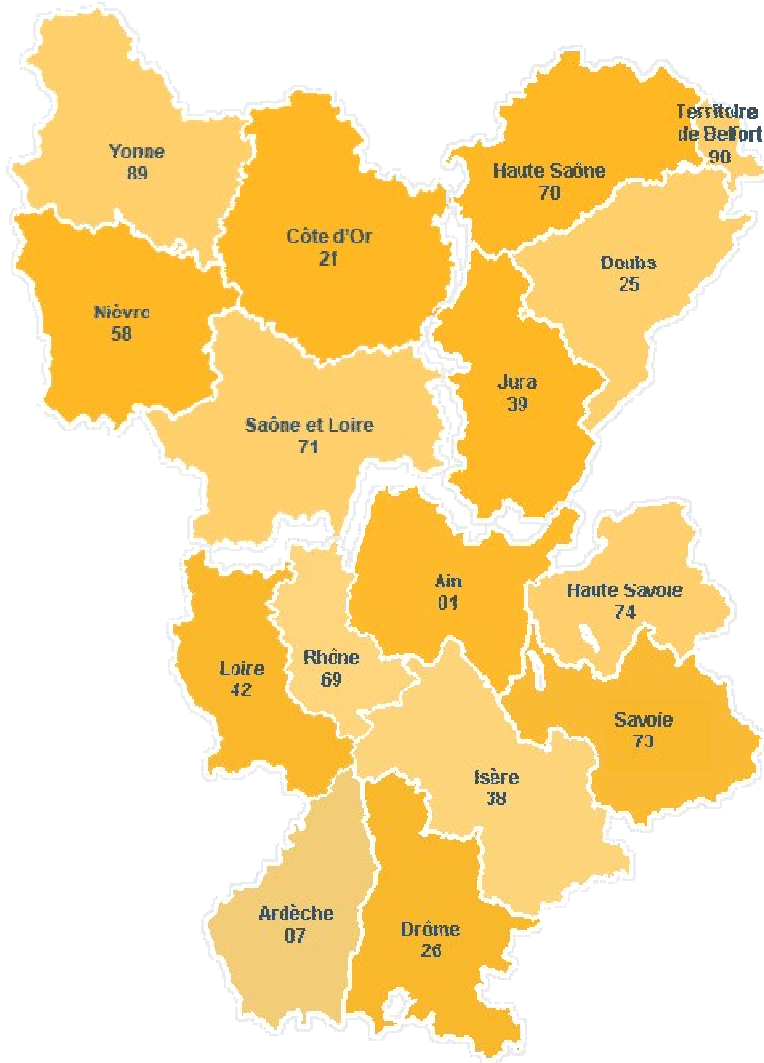 Territoire
de Belfort
90
Yonne
89
Haute Saône
70
Côte d'Or
21
Doubs
25
Nièvre
58
Jura
39
Saône et Loire
71
Ain
01
Haute Savoie
74
Rhône
69
Loire
42
Savoie
73
Isère
38
Ardèche
07
Drôme
26